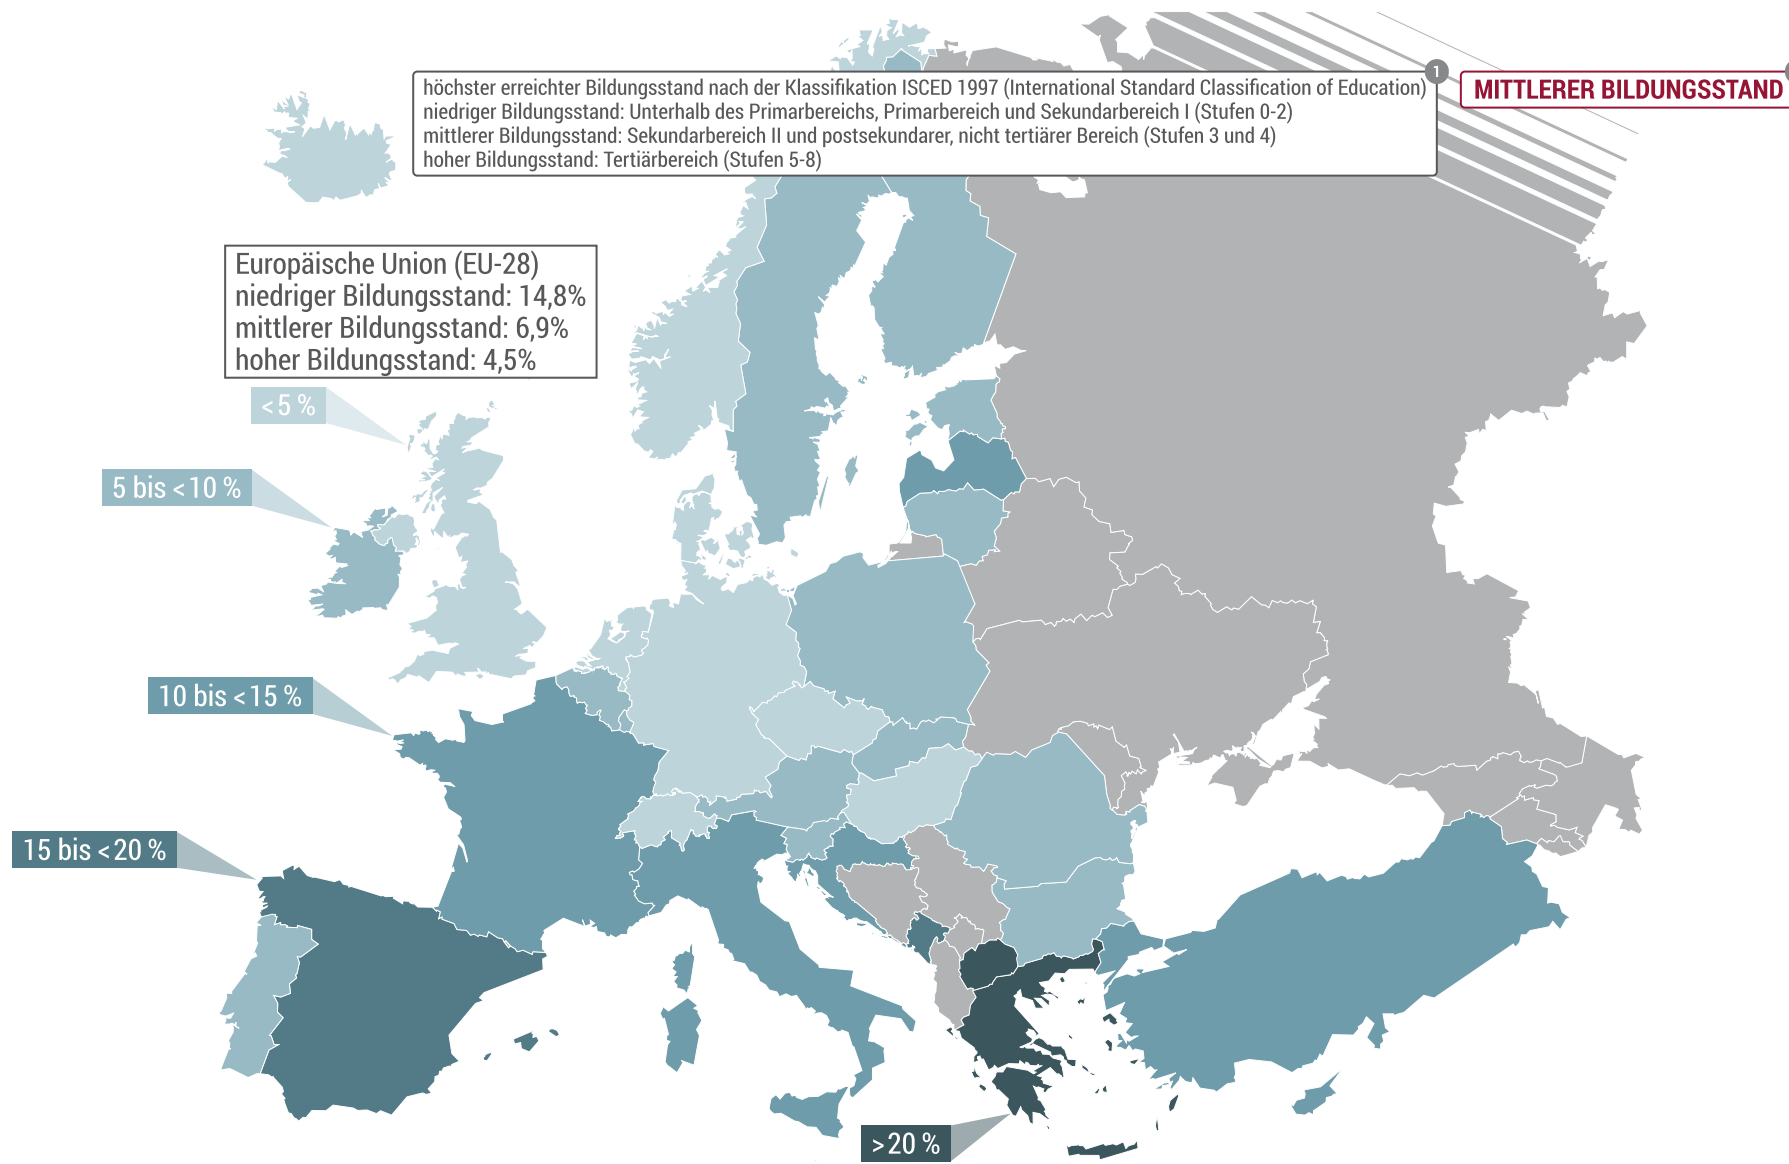 höchster erreichter Bildungsstand nach der Klassifikation ISCED 1997 (International Standard Classification of Education)
niedriger Bildungsstand: Unterhalb des Primarbereichs, Primarbereich und Sekundarbereich I (Stufen 0-2)
mittlerer Bildungsstand: Sekundarbereich II und postsekundarer, nicht tertiärer Bereich (Stufen 3 und 4)
hoher Bildungsstand: Tertiärbereich (Stufen 5-8)
1
MITTLERER BILDUNGSSTAND
Europäische Union (EU-28)
niedriger Bildungsstand: 14,8%
mittlerer Bildungsstand: 6,9%
hoher Bildungsstand: 4,5%
<5 %
5 bis <10 %
10 bis <15 %
15 bis <20 %
>20 %